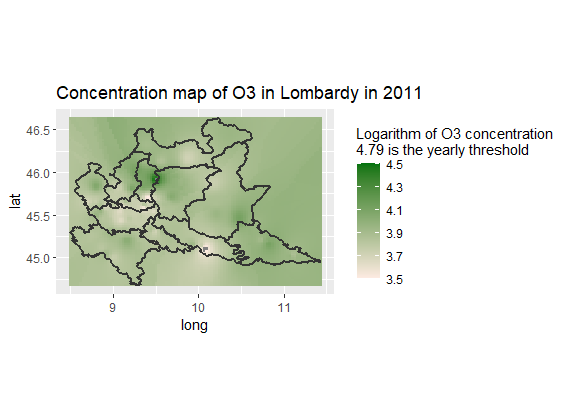 Concentration map of O3 in Lombardy in 2011
Logarithm of O3 concentration
4.79 is the yearly threshold
4.5
4.3
4.1
3.9
3.7
3.5
lat
46.5
46.0
45.5
45.0
9
10
11
long